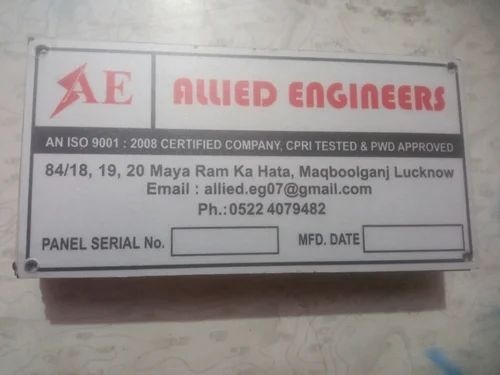 AE ALLIED ENGINEERS
AN ISO 9001 : 2008 CERTIFIED COMPANY, CPRI TESTED & PWD APPROVED
84/18, 19, 20 Maya Ram Ka Hata, Maqboolganj Lucknow
Email : allied.eg07@gmail.com
Ph.:0522 4079482
PANEL SERIAL No. MFD. DATE